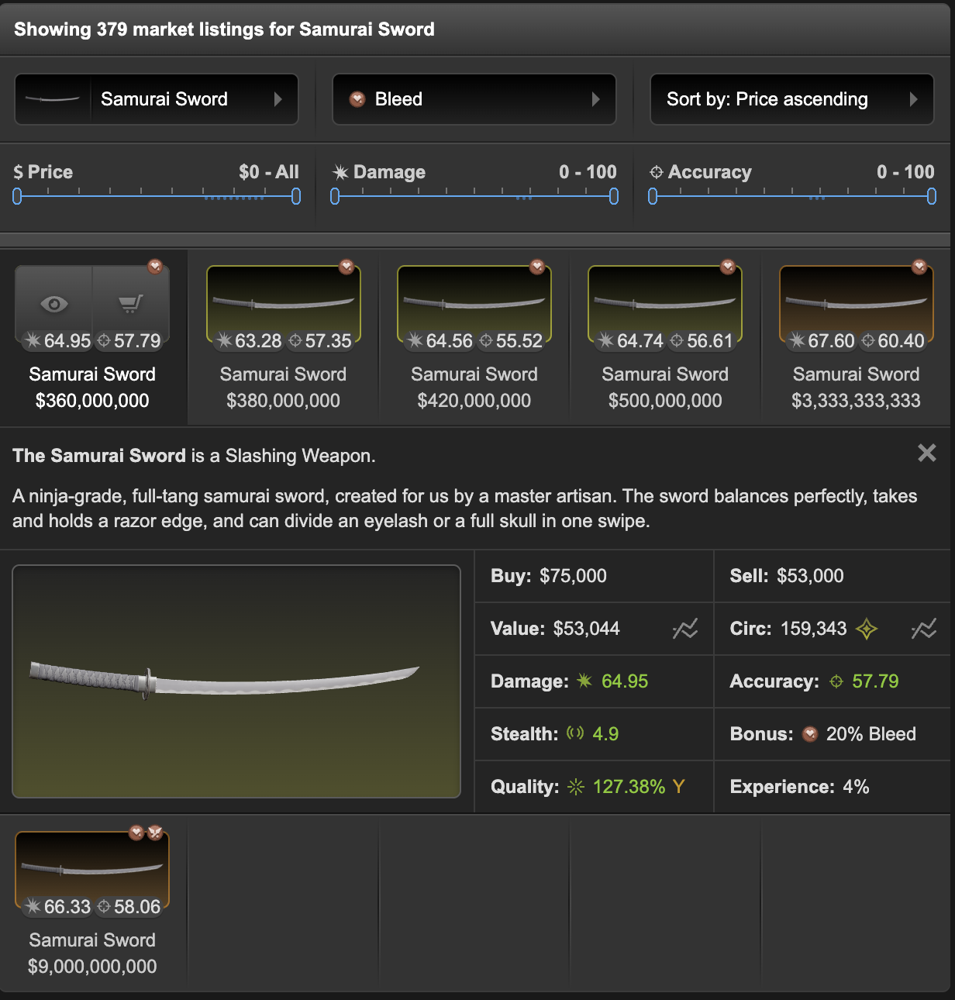 Showing 379 market listings for Samurai Sword
Samurai Sword
Bleed
Sort by: Price ascending
$ Price $0 - All
Damage 0 - 100
Accuracy 0 - 100
64.95 57.79
Samurai Sword
$360,000,000
63.28 57.35
Samurai Sword
$380,000,000
64.56 55.52
Samurai Sword
$420,000,000
64.74 56.61
Samurai Sword
$500,000,000
67.60 60.40
Samurai Sword
$3,333,333,333
The Samurai Sword is a Slashing Weapon.
A ninja-grade, full-tang samurai sword, created for us by a master artisan. The sword balances perfectly, takes
and holds a razor edge, and can divide an eyelash or a full skull in one swipe.
Buy: $75,000
Sell: $53,000
Value: $53,044
Circ: 159,343
Damage: 64.95
Accuracy: 57.79
Stealth: 4.9
Bonus: 20% Bleed
Quality: 127.38% Y
Experience: 4%
66.33 58.06
Samurai Sword
$9,000,000,000